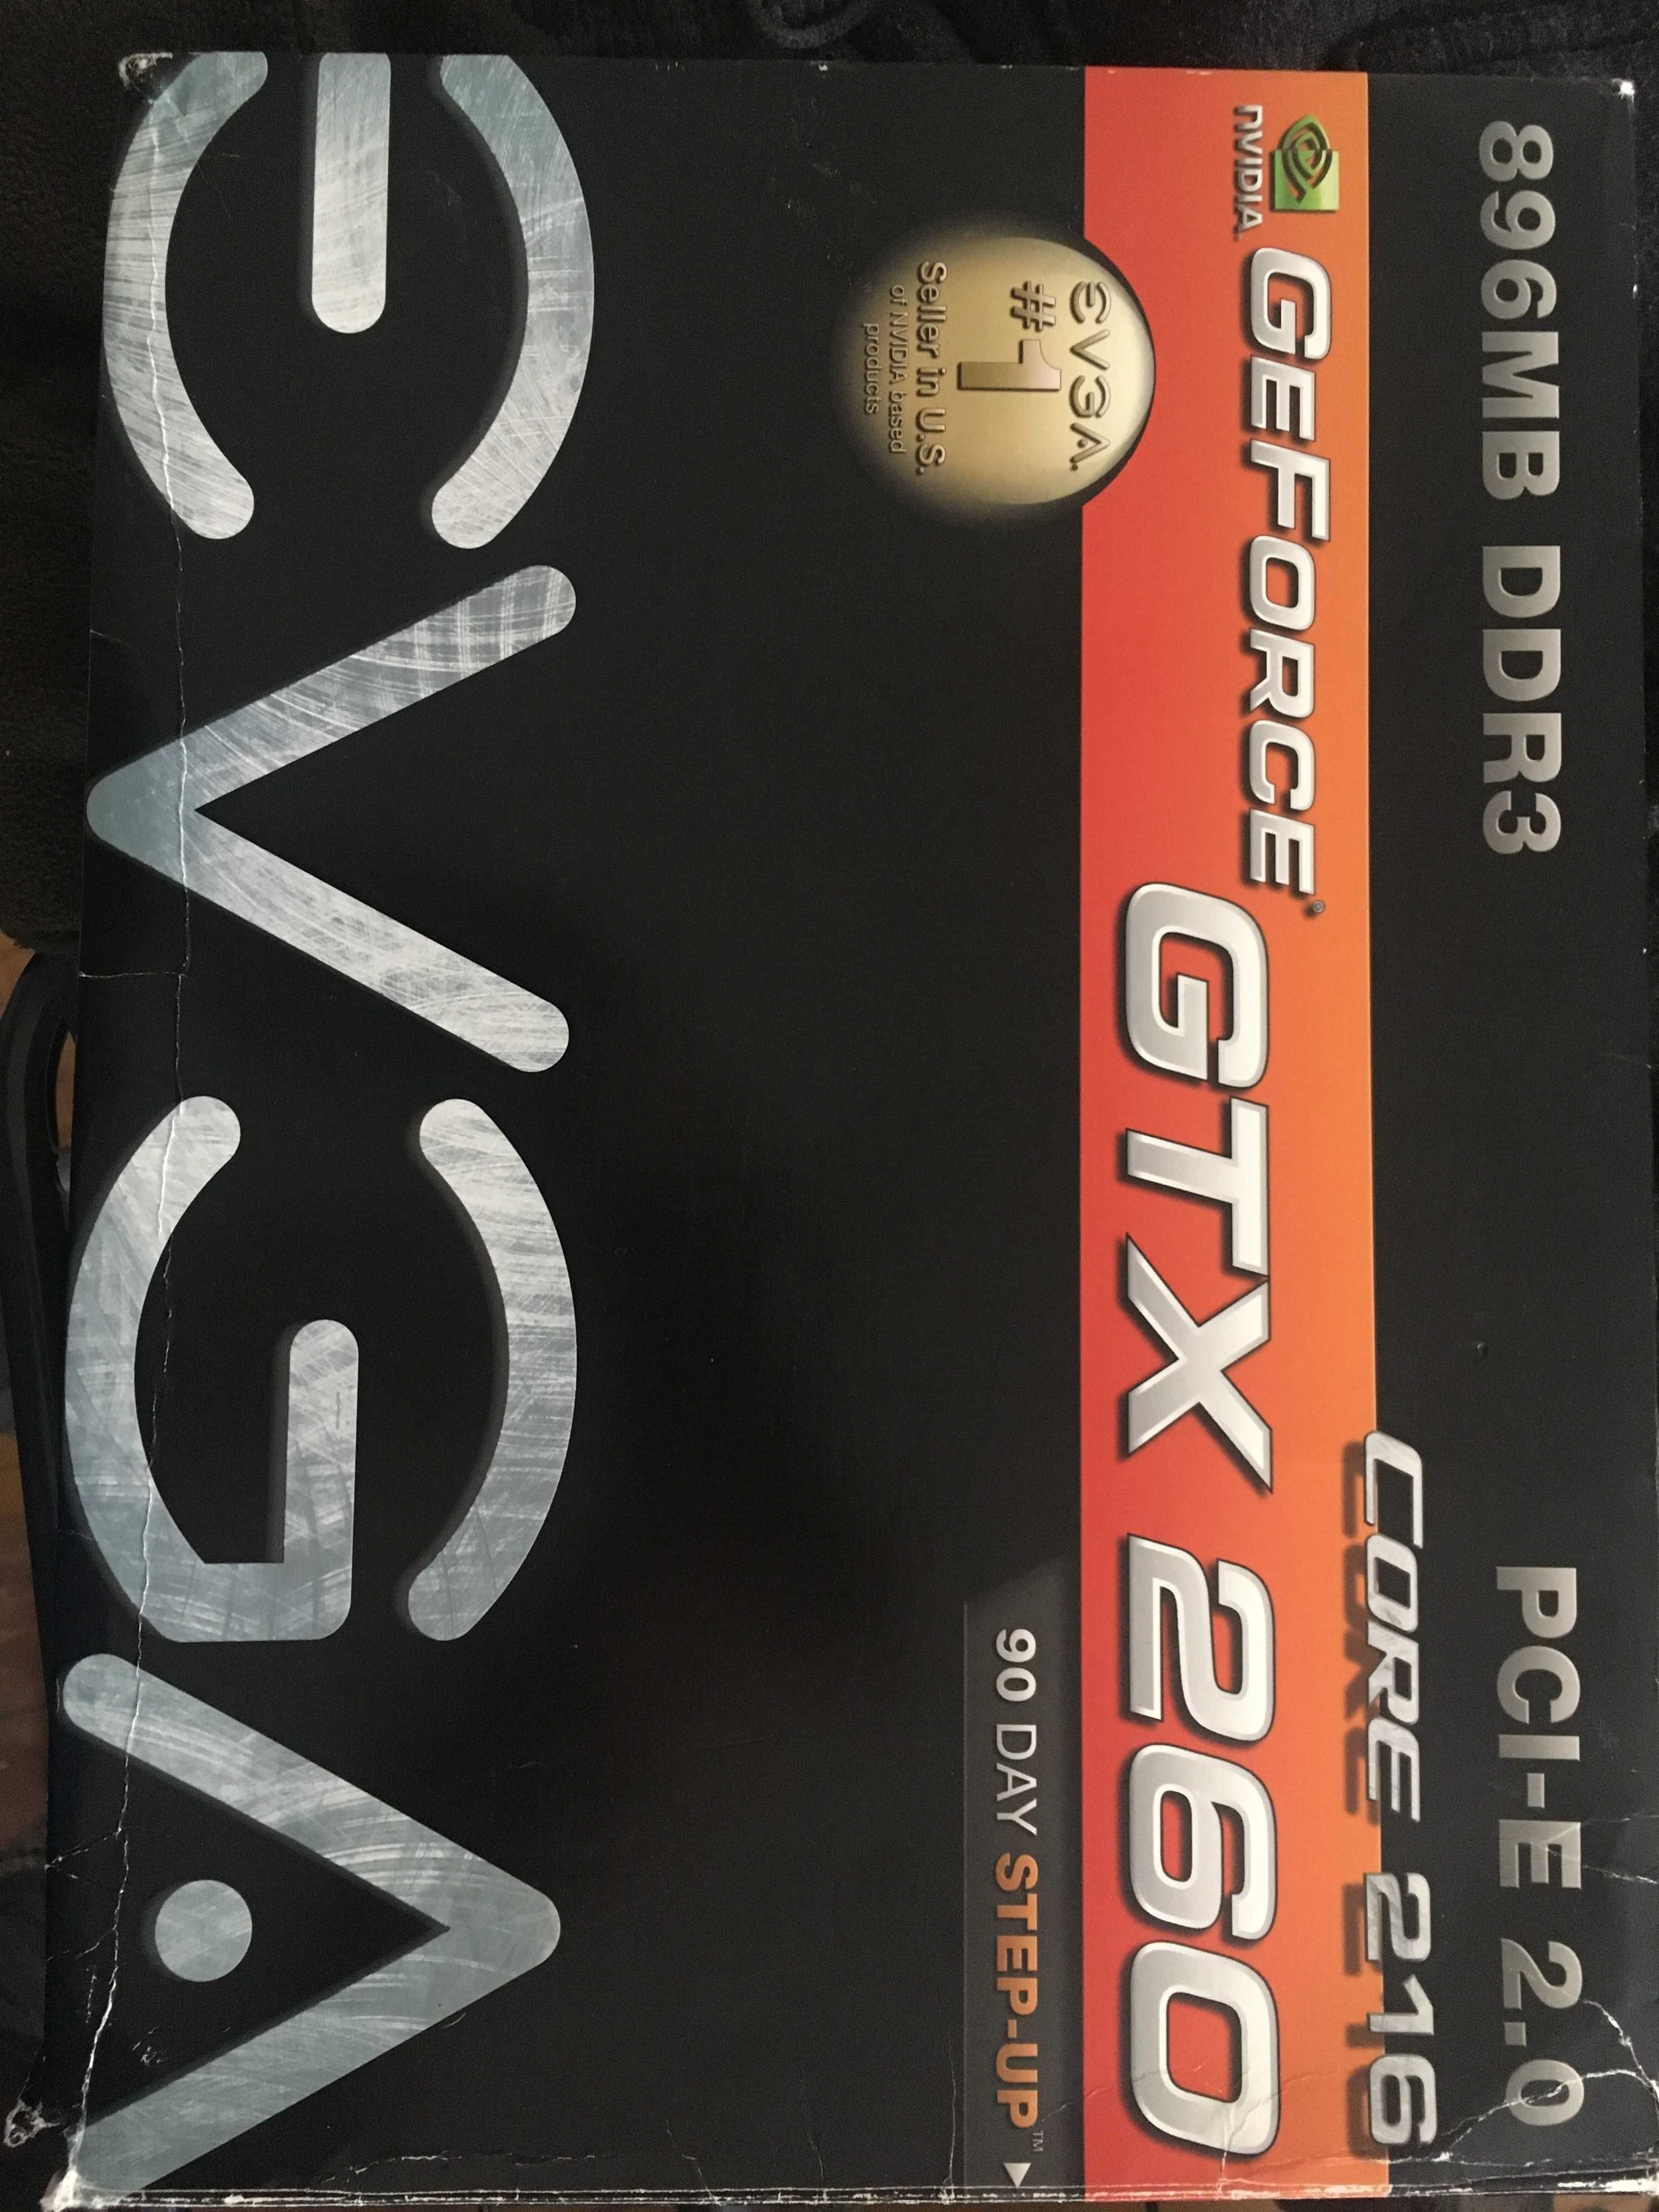 896MB DDR3 PCI-E 2.0
CORE 216
NVIDIA GEFORCE® GTX 260
EVGA
#1
Seller in U.S.
of NVIDIA based
products
90 DAY STEP-UP™
EVGA